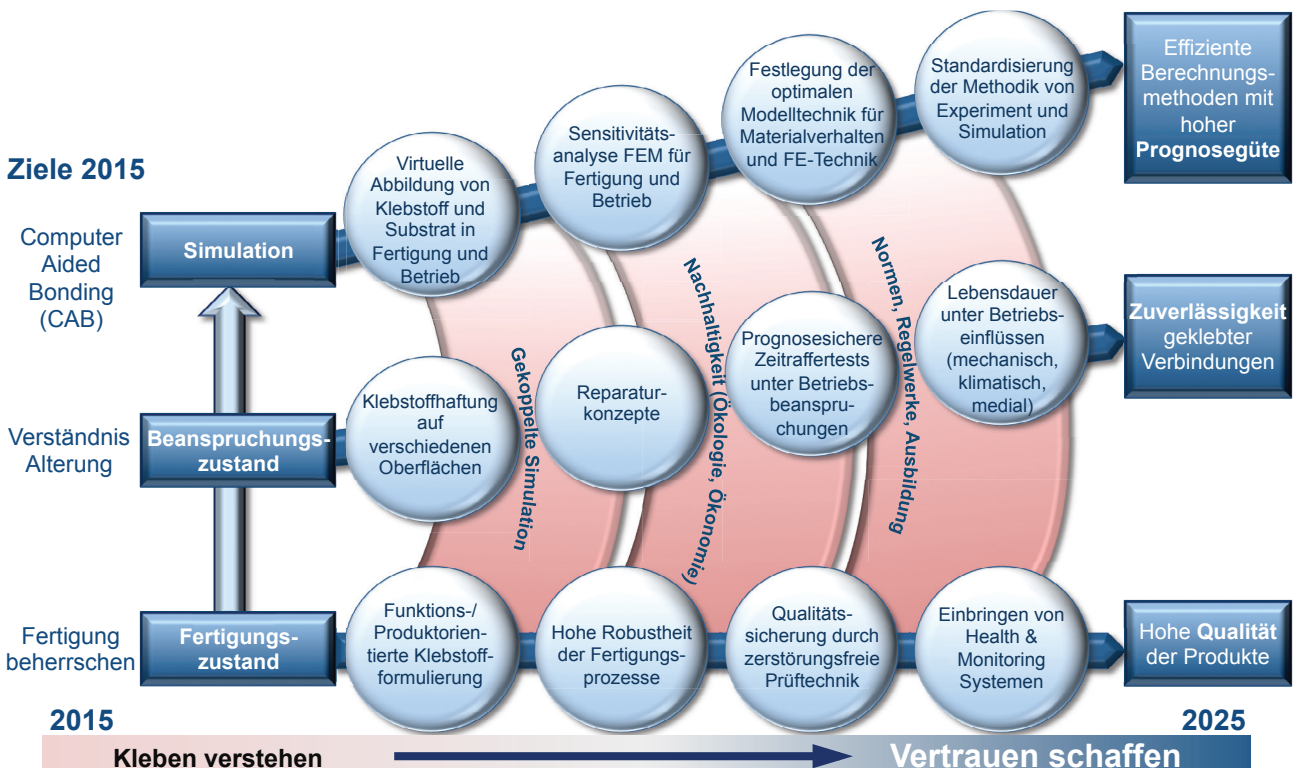 Ziele 2015
Computer
Aided
Bonding
(CAB)
Simulation
Virtuelle
Abbildung von
Klebstoff und
Substrat in
Fertigung und
Betrieb
Sensitivitäts-
analyse FEM für
Fertigung und
Betrieb
Festlegung der
optimalen
Modelltechnik für
Materialverhalten
und FE-Technik
Standardisierung
der Methodik von
Experiment und
Simulation
Effiziente
Berechnungs-
methoden mit
hoher
Prognosegüte
Verständnis
Alterung
Beanspruchungs-
zustand
Klebstoffhaftung
auf
verschiedenen
Oberflächen
Gekoppelte Simulation
Reparatur-
konzepte
Nachhaltigkeit (Ökologie, Ökonomie)
Prognosesichere
Zeitraffertests
unter Betriebs-
beanspru-
chungen
Normen, Regelwerke, Ausbildung
Lebensdauer
unter Betriebs-
einflüssen
(mechanisch,
klimatisch,
medial)
Zuverlässigkeit
geklebter
Verbindungen
Fertigung
beherrschen
Fertigungs-
zustand
Funktions-/
Produktorien-
tierte Klebstoff-
formulierung
Hohe Robustheit
der Fertigungs-
prozesse
Qualitäts-
sicherung durch
zerstörungsfreie
Prüftechnik
Einbringen von
Health &
Monitoring
Systemen
Hohe Qualität
der Produkte
2015
2025
Kleben verstehen
Vertrauen schaffen